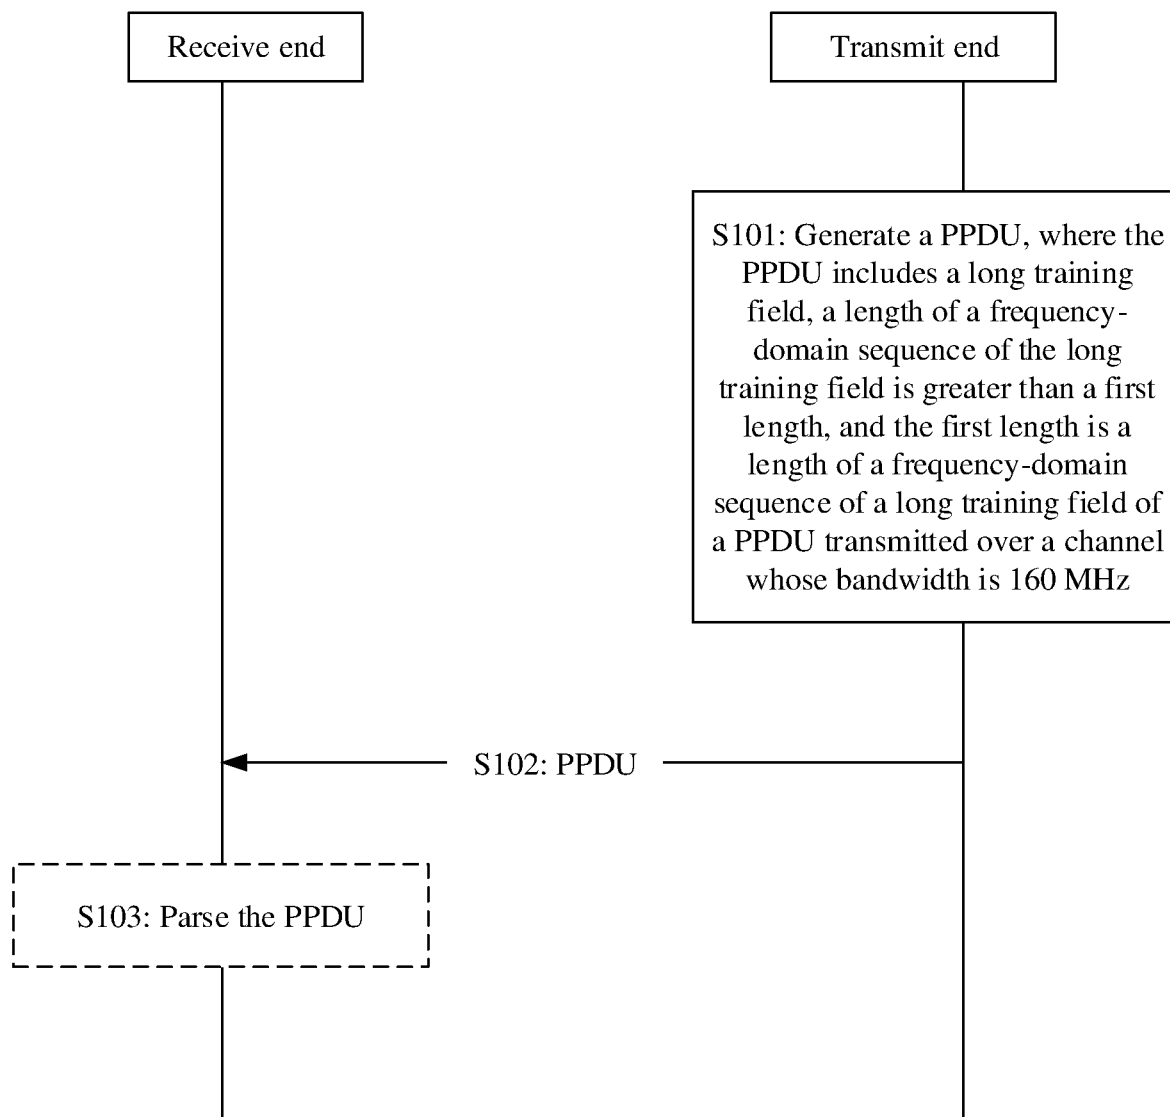 Receive end
Transmit end
S101: Generate a PPDU, where the
PPDU includes a long training
field, a length of a frequency-
domain sequence of the long
training field is greater than a first
length, and the first length is a
length of a frequency-domain
sequence of a long training field of
a PPDU transmitted over a channel
whose bandwidth is 160 MHz
S102: PPDU
S103: Parse the PPDU